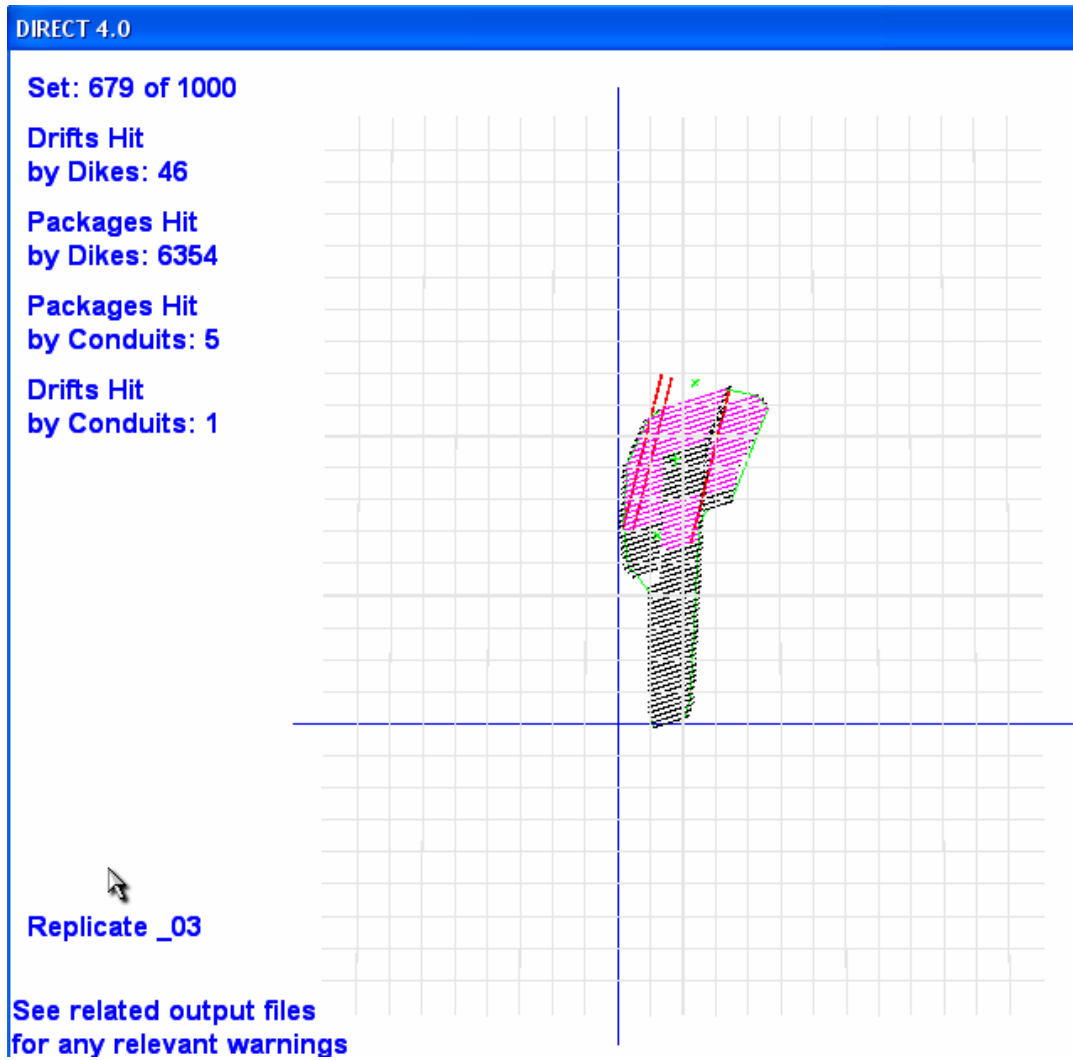 DIRECT 4.0
Set: 679 of 1000
Drifts Hit
by Dikes: 46
Packages Hit
by Dikes: 6354
Packages Hit
by Conduits: 5
Drifts Hit
by Conduits: 1
Replicate _03
See related output files
for any relevant warnings